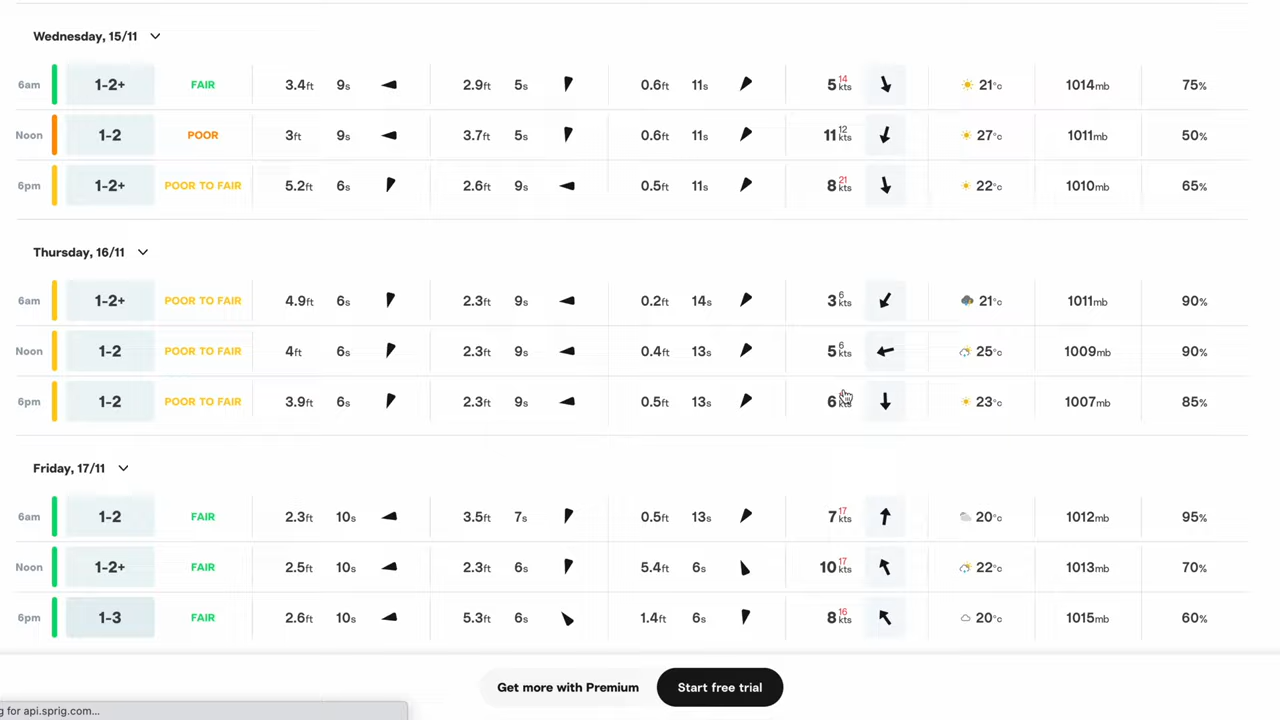 Wednesday, 15/11
6am 1-2+ FAIR 3.4ft 9s 2.9ft 5s 0.6ft 11s 5 14 kts 21°c 1014mb 75%
Noon 1-2 POOR 3ft 9s 3.7ft 5s 0.6ft 11s 11 12 kts 27°c 1011mb 50%
6pm 1-2+ POOR TO FAIR 5.2ft 6s 2.6ft 9s 0.5ft 11s 8 21 kts 22°c 1010mb 65%
Thursday, 16/11
6am 1-2+ POOR TO FAIR 4.9ft 6s 2.3ft 9s 0.2ft 14s 3 6 kts 21°c 1011mb 90%
Noon 1-2 POOR TO FAIR 4ft 6s 2.3ft 9s 0.4ft 13s 5 6 kts 25°c 1009mb 90%
6pm 1-2 POOR TO FAIR 3.9ft 6s 2.3ft 9s 0.5ft 13s 6 23°c 1007mb 85%
Friday, 17/11
6am 1-2 FAIR 2.3ft 10s 3.5ft 7s 0.5ft 13s 7 17 kts 20°c 1012mb 95%
Noon 1-2+ FAIR 2.5ft 10s 2.3ft 6s 5.4ft 6s 10 17 kts 22°c 1013mb 70%
6pm 1-3 FAIR 2.6ft 10s 5.3ft 6s 1.4ft 6s 8 16 kts 20°c 1015mb 60%
Get more with Premium Start free trial
g for api.sprig.com...